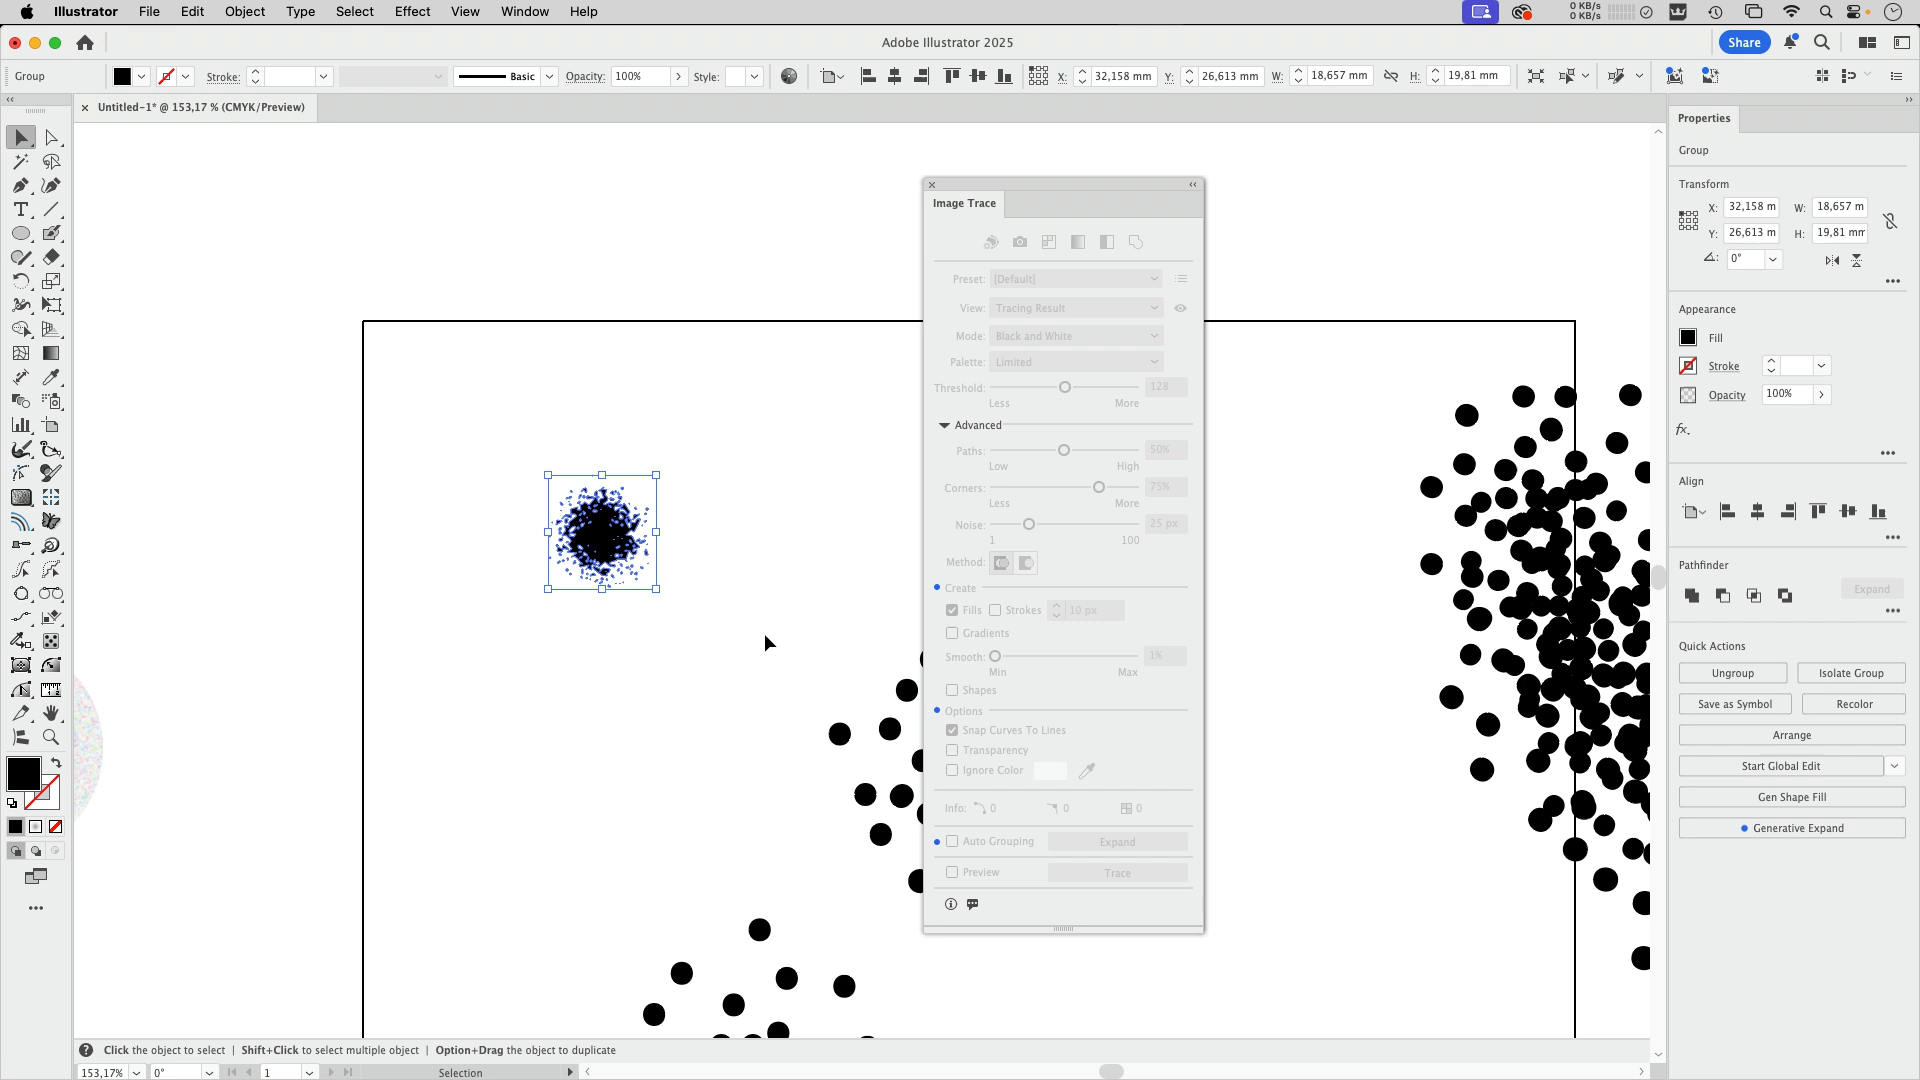 Illustrator File Edit Object Type Select Effect View Window Help
0 KB/s
0 KB/s
Adobe Illustrator 2025
Share
Group
Stroke:
Basic
Opacity: 100%
Style:
X: 32,158 mm
Y: 26,613 mm
W: 18,657 mm
H: 19,81 mm
Untitled-1* @ 153,17 % (CMYK/Preview)
Image Trace
Preset: [Default]
View: Tracing Result
Mode: Black and White
Palette: Limited
Threshold: 128
Less More
Advanced
Paths: 50%
Low High
Corners: 75%
Less More
Noise: 25 px
1 100
Method:
Create
Fills Strokes 10 px
Gradients
Smooth: 1%
Min Max
Shapes
Options
Snap Curves To Lines
Transparency
Ignore Color
Info: 0 0 0
Auto Grouping Expand
Preview Trace
Properties
Group
Transform
X: 32,158 m W: 18,657 m
Y: 26,613 m H: 19,81 mm
0°
Appearance
Fill
Stroke
Opacity 100%
fx.
Align
Pathfinder
Expand
Quick Actions
Ungroup Isolate Group
Save as Symbol Recolor
Arrange
Start Global Edit
Gen Shape Fill
Generative Expand
Click the object to select | Shift+Click to select multiple object | Option+Drag the object to duplicate
153,17% 0° 1 Selection